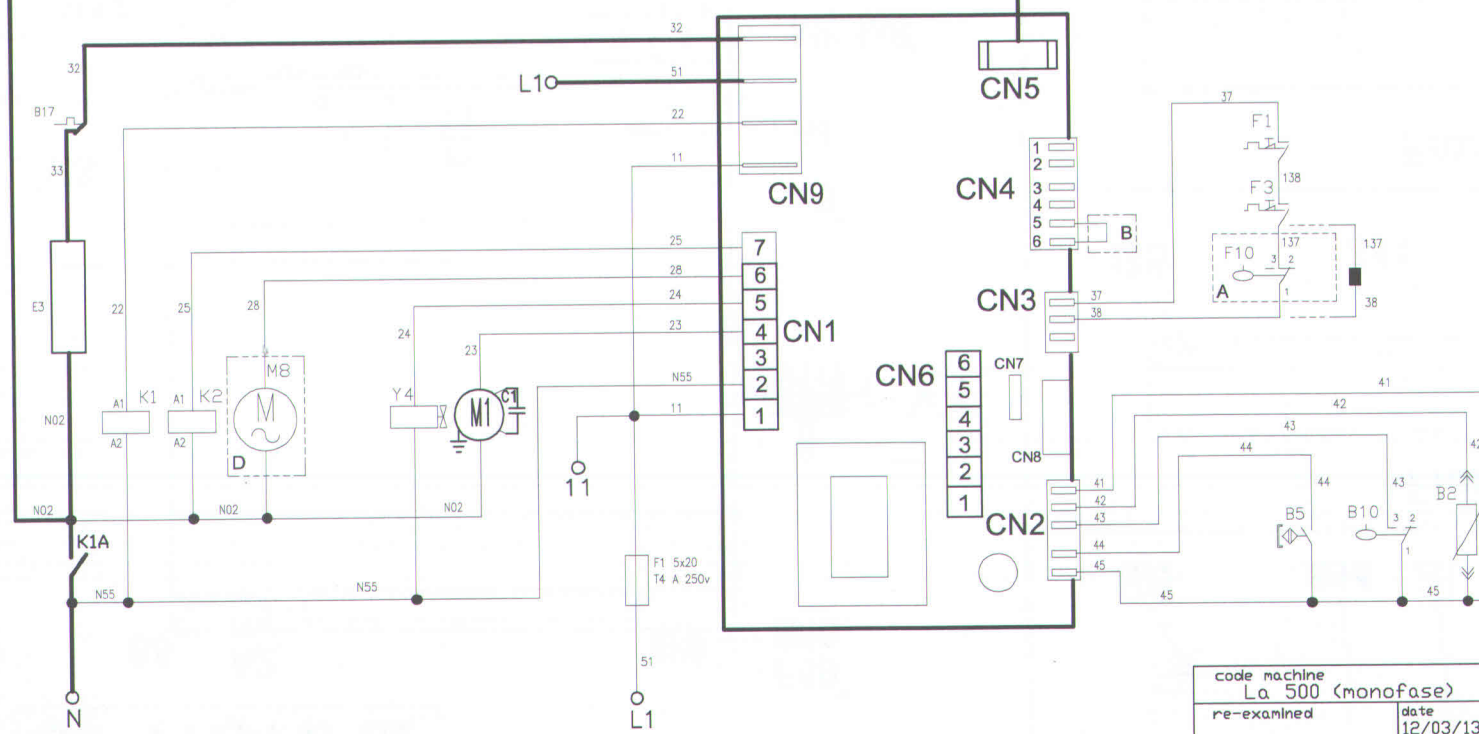 32
51
L1
CN5
32
37
B17
22
F1
1
2
3
4
5
6
33
11
CN4
138
CN9
F3
B
25
7
137
137
F10
3 2
A
1
E3
28
6
22
25
28
24
5
CN3
37
38
38
24
23
4
CN1
23
3
CN6
6
5
4
3
2
1
CN7
M8
M
Y4
M1
C1
N55
2
41
A1
K1
A1
K2
11
1
42
N02
A2
A2
43
D
CN8
44
42
11
41
42
43
44
45
44
43
B2
N02
N02
N02
CN2
B5
B10
3 2
1
K1A
F1 5x20
T4 A 250v
N55
N55
45
45
51
N
L1
code machine
La 500 (monofase)
re-examined
date
12/03/13